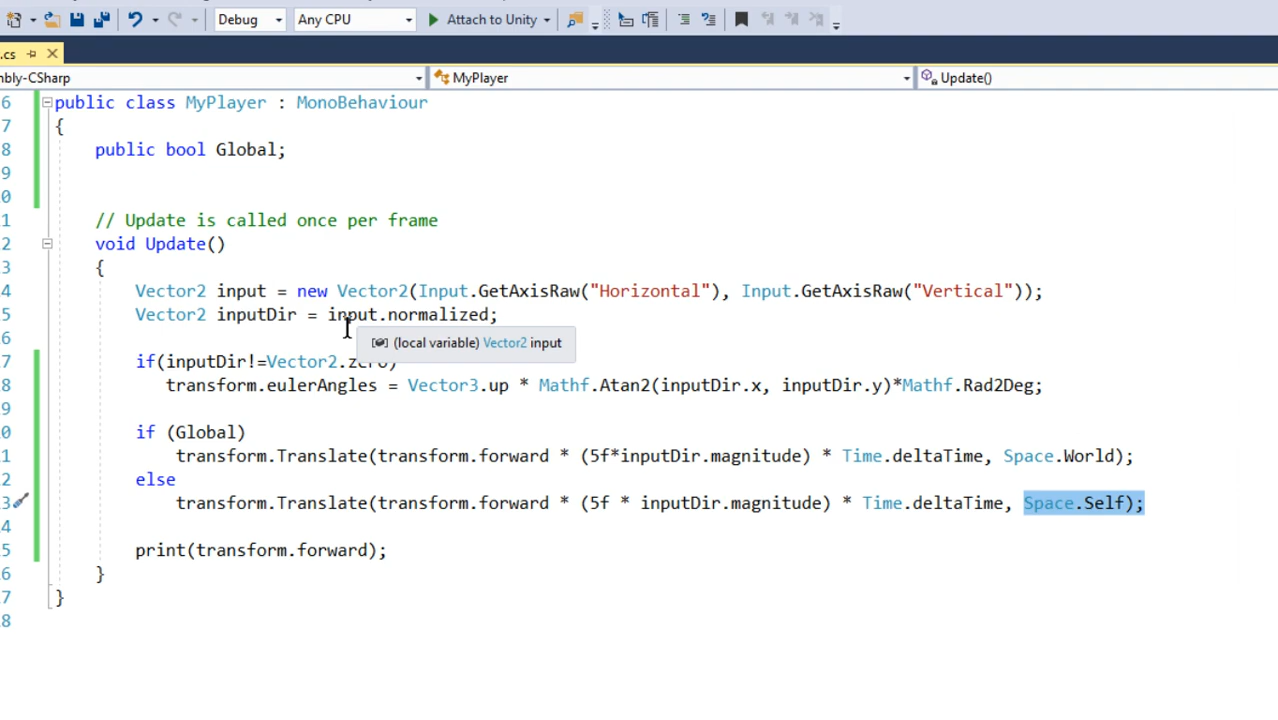 Debug Any CPU Attach to Unity
.cs
mbly-CSharp MyPlayer Update()
6 public class MyPlayer : MonoBehaviour
7 {
8 public bool Global;
9
0
1 // Update is called once per frame
2 void Update()
3 {
4 Vector2 input = new Vector2(Input.GetAxisRaw("Horizontal"), Input.GetAxisRaw("Vertical"));
5 Vector2 inputDir = input.normalized;
6
(local variable) Vector2 input
7 if(inputDir!=Vector2.zero)
8 transform.eulerAngles = Vector3.up * Mathf.Atan2(inputDir.x, inputDir.y)*Mathf.Rad2Deg;
9
0 if (Global)
1 transform.Translate(transform.forward * (5f*inputDir.magnitude) * Time.deltaTime, Space.World);
2 else
3 transform.Translate(transform.forward * (5f * inputDir.magnitude) * Time.deltaTime, Space.Self);
4
5 print(transform.forward);
6 }
7 }
8